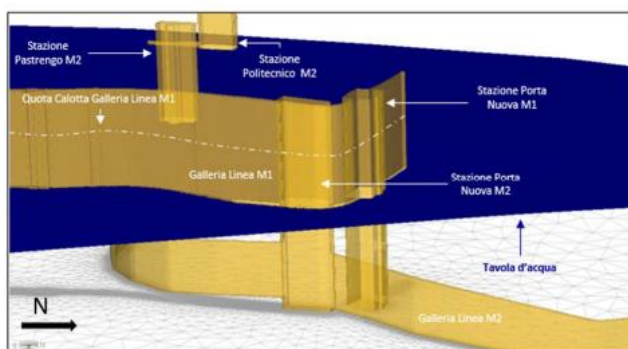 Stazione
Pastrengo M2
Stazione
Politecnico M2
Quota Calotta Galleria Linea M1
Stazione Porta
Nuova M1
Galleria Linea M1
Stazione Porta
Nuova M2
Tavola d'acqua
N
Galleria Linea M2